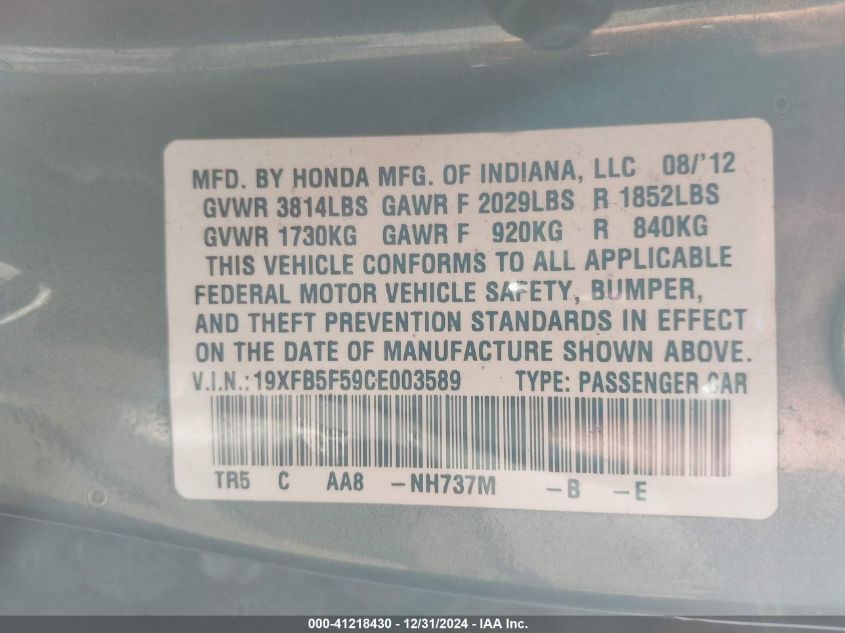 MFD. BY HONDA MFG. OF INDIANA, LLC 08/'12
GVWR 3814LBS GAWR F 2029LBS R 1852LBS
GVWR 1730KG GAWR F 920KG R 840KG
THIS VEHICLE CONFORMS TO ALL APPLICABLE
FEDERAL MOTOR VEHICLE SAFETY, BUMPER,
AND THEFT PREVENTION STANDARDS IN EFFECT
ON THE DATE OF MANUFACTURE SHOWN ABOVE.
V.I.N.:19XFB5F59CE003589 TYPE: PASSENGER CAR
TR5 C AA8 -NH737M -B -E
000-41218430 - 12/31/2024 - IAA Inc.